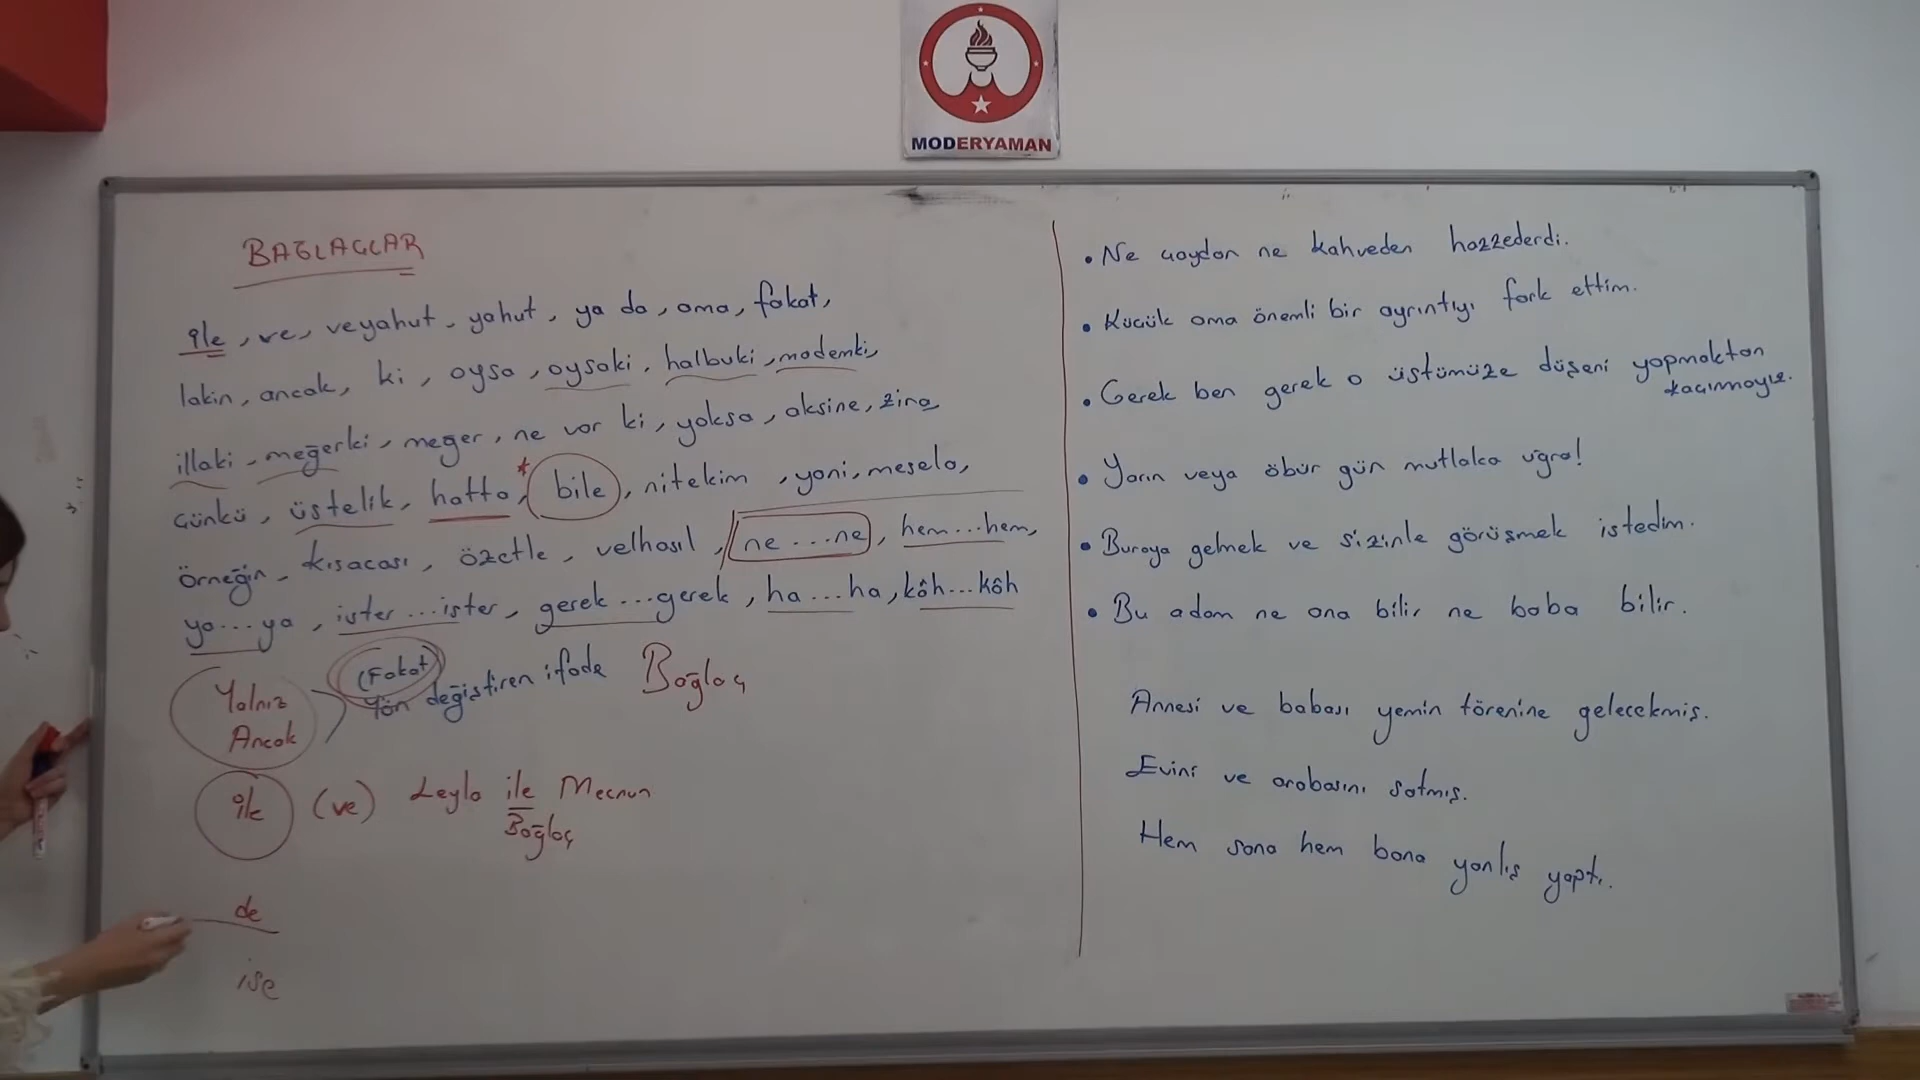 MODERYAMAN
BAĞLAÇLAR
ile, ve, veyahut, yahut, ya da, ama, fakat,
lakin, ancak, ki, oysa, oysaki, halbuki, mademki,
illaki, meğerki, meğer, ne var ki, yoksa, aksine, zira,
çünkü, üstelik, hatta, * bile, nitekim, yani, mesela,
örneğin, kısacası, özetle, velhasıl, ne...ne, hem...hem,
ya...ya, ister...ister, gerek...gerek, ha...ha, kâh...kâh
Yalnız
Ancak
(Fakat)
Yön değiştiren ifade Bağlaç
ile (ve) Leyla ile Mecnun
Bağlaç
de
ise
• Ne çaydan ne kahveden hazzederdi.
• Küçük ama önemli bir ayrıntıyı fark ettim.
• Gerek ben gerek o üstümüze düşeni yapmaktan
kaçınmayız.
• Yarın veya öbür gün mutlaka uğra!
• Buraya gelmek ve sizinle görüşmek istedim.
• Bu adam ne ana bilir ne baba bilir.
Annesi ve babası yemin törenine gelecekmiş.
Evini ve arabasını satmış.
Hem sana hem bana yanlış yaptı.